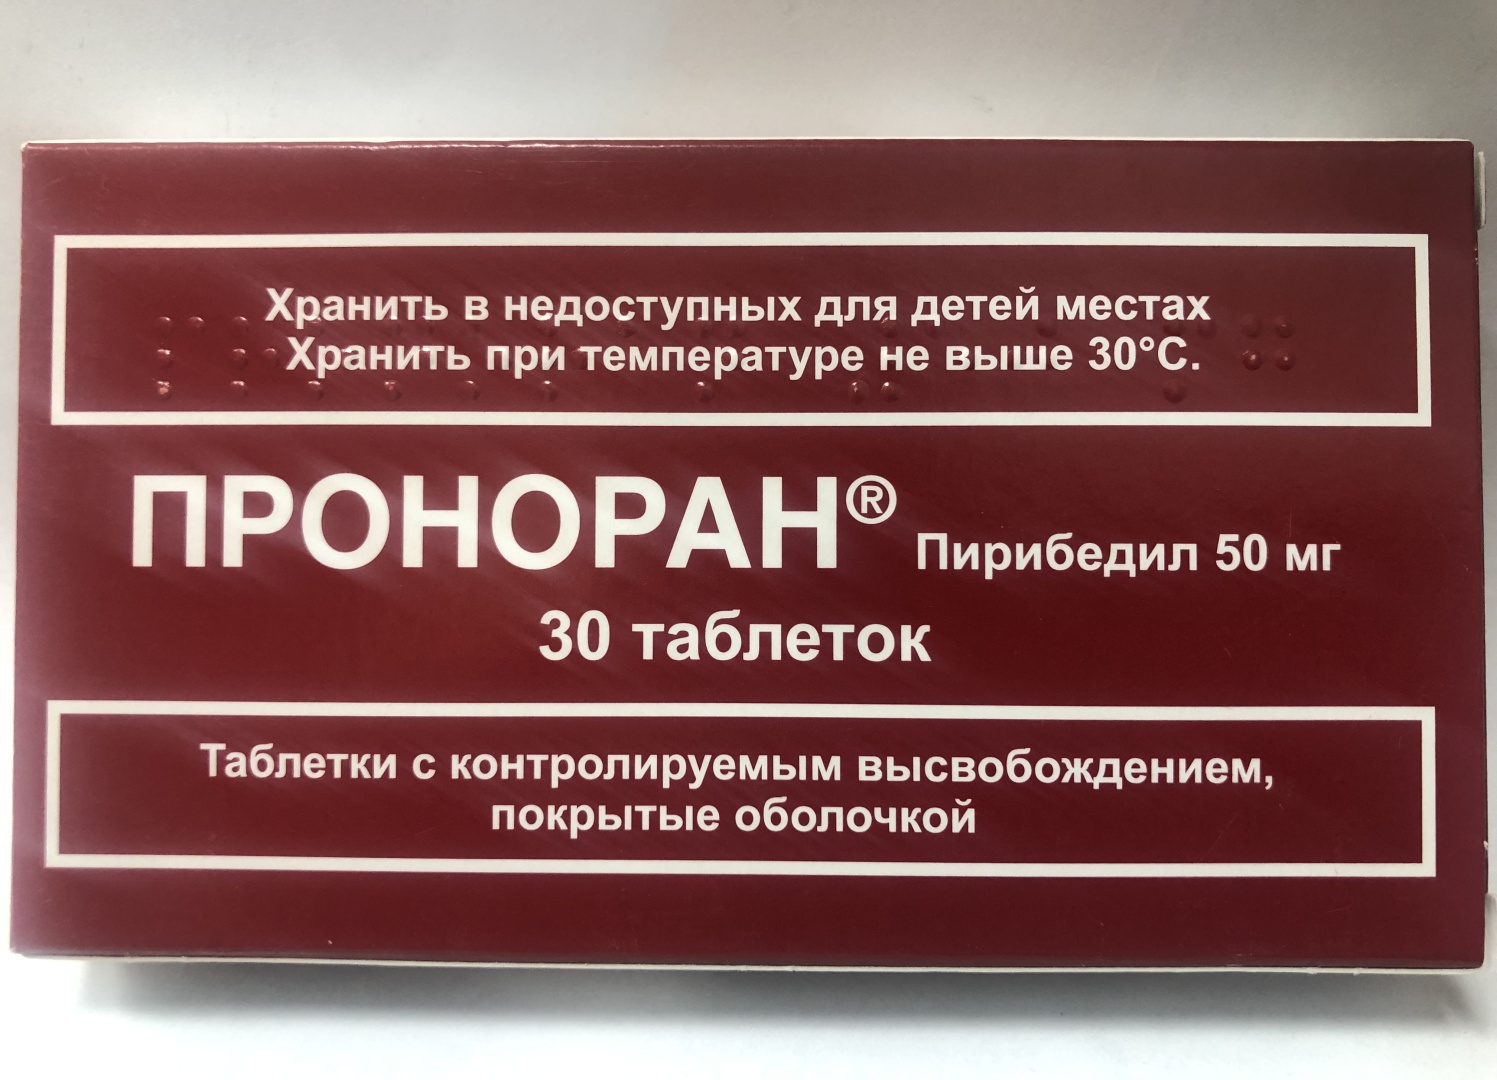 Хранить в недоступных для детей местах
Хранить при температуре не выше 30°С.
ПРОНОРАН® Пирибедил 50 мг
30 таблеток
Таблетки с контролируемым высвобождением,
покрытые оболочкой